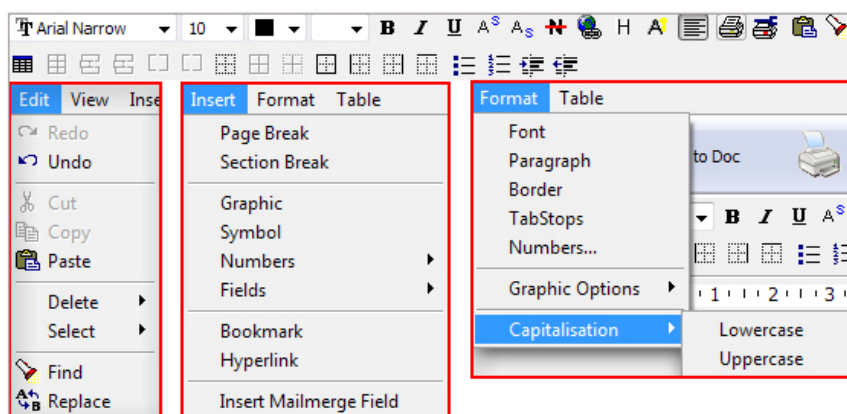 Arial Narrow 10 B I U A S A S N H A
Edit View Inse
Redo
Undo
Cut
Copy
Paste
Delete
Select
Find
Replace
Insert Format Table
Page Break
Section Break
Graphic
Symbol
Numbers
Fields
Bookmark
Hyperlink
Insert Mailmerge Field
Format Table
Font
Paragraph
Border
TabStops
Numbers...
Graphic Options
Capitalisation
Lowercase
Uppercase
to Doc
B I U A S
1 2 3